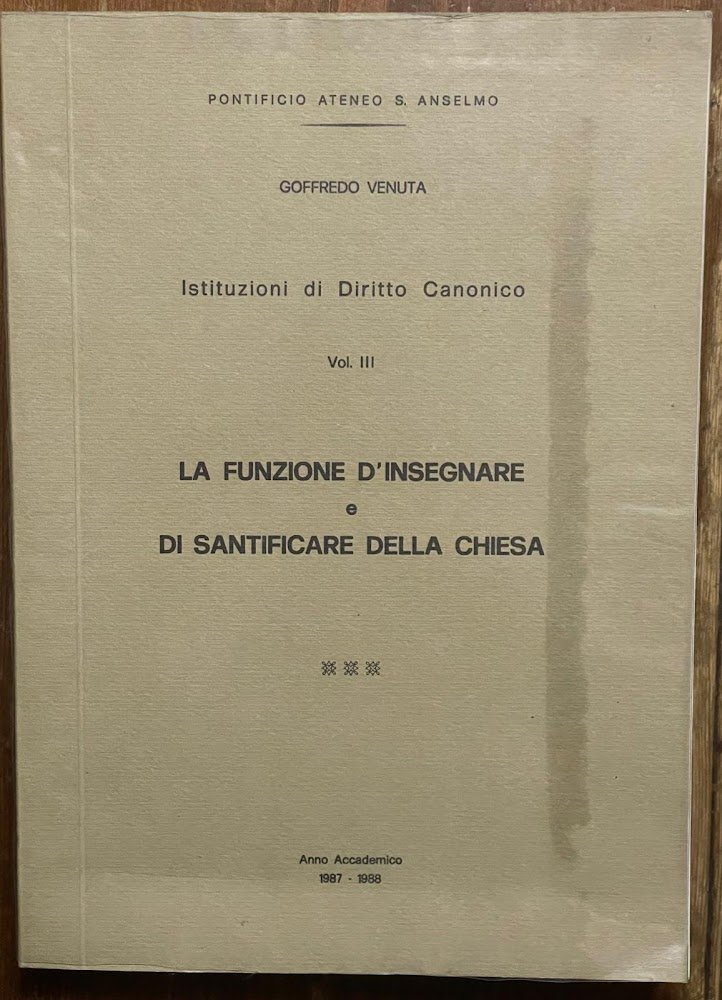 PONTIFICIO ATENEO S. ANSELMO
GOFFREDO VENUTA
Istituzioni di Diritto Canonico
Vol. III
LA FUNZIONE D'INSEGNARE
e
DI SANTIFICARE DELLA CHIESA
Anno Accademico
1987 - 1988